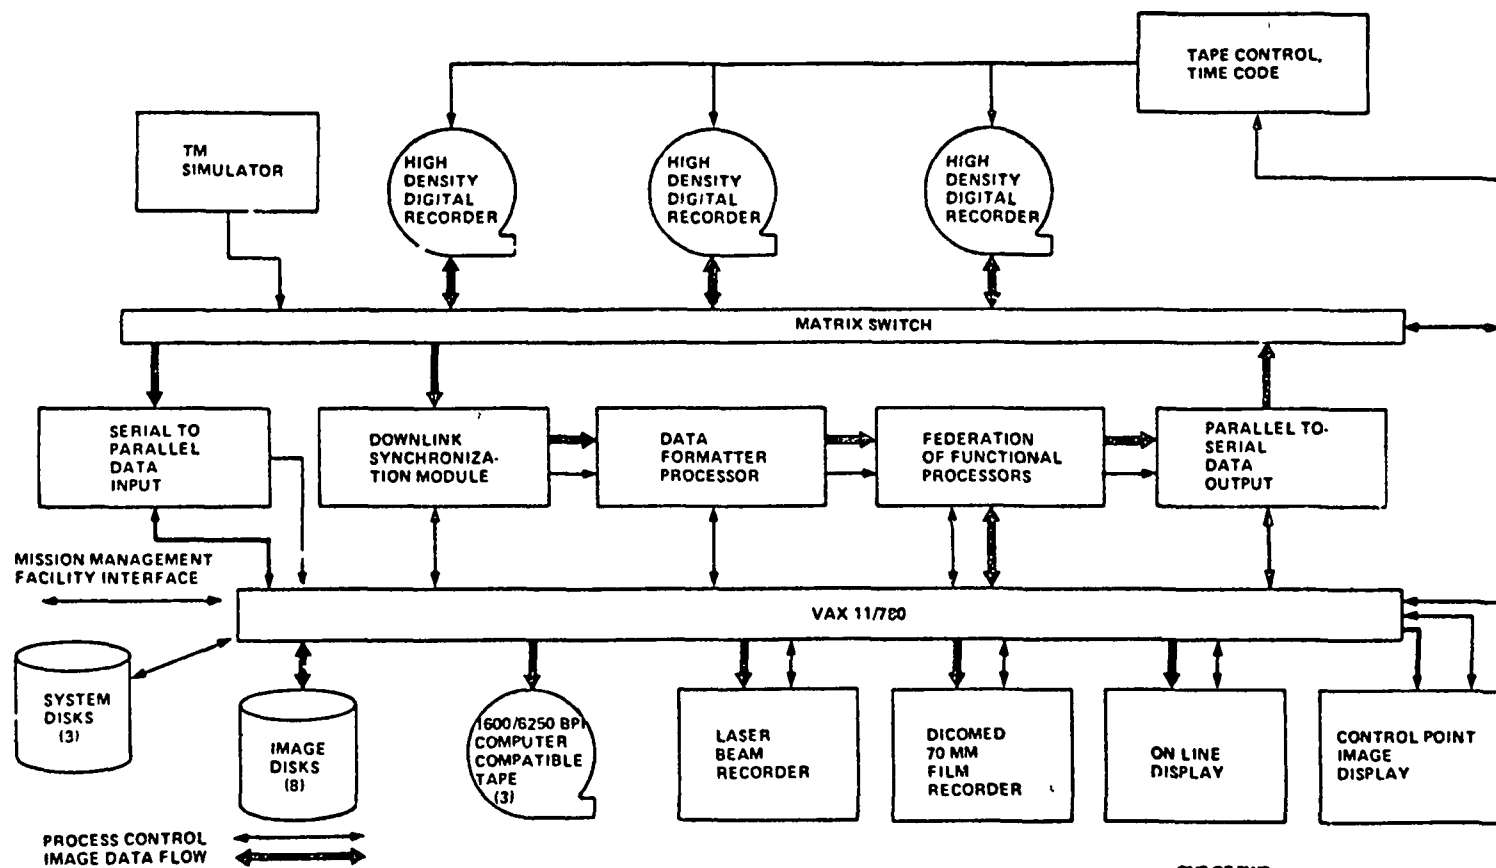 TAPE CONTROL,
TIME CODE
TM
SIMULATOR
HIGH
DENSITY
DIGITAL
RECORDER
HIGH
DENSITY
DIGITAL
RECORDER
HIGH
DENSITY
DIGITAL
RECORDER
MATRIX SWITCH
SERIAL TO
PARALLEL
DATA
INPUT
DOWNLINK
SYNCHRONIZA-
TION MODULE
DATA
FORMATTER
PROCESSOR
FEDERATION
OF FUNCTIONAL
PROCESSORS
PARALLEL TO-
SERIAL
DATA
OUTPUT
MISSION MANAGEMENT
FACILITY INTERFACE
VAX 11/780
SYSTEM
DISKS
(3)
IMAGE
DISKS
(8)
1600/6250 BPI
COMPUTER
COMPATIBLE
TAPE
(3)
LASER
BEAM
RECORDER
DICOMED
70 MM
FILM
RECORDER
ON LINE
DISPLAY
CONTROL POINT
IMAGE
DISPLAY
PROCESS CONTROL
IMAGE DATA FLOW